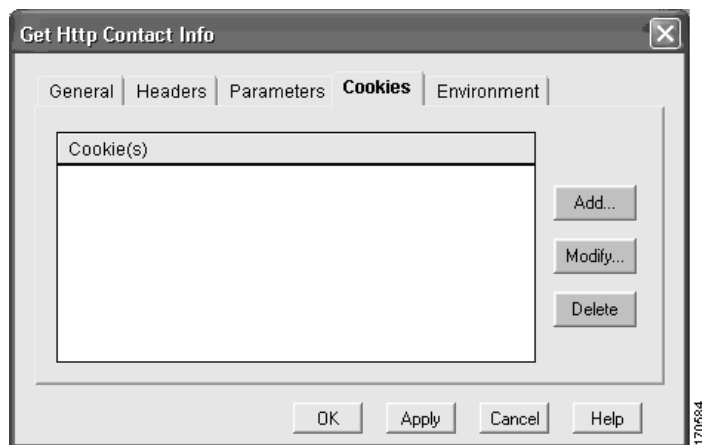 Get Http Contact Info
General Headers Parameters Cookies Environment
Cookie(s)
Add...
Modify...
Delete
OK Apply Cancel Help
170584